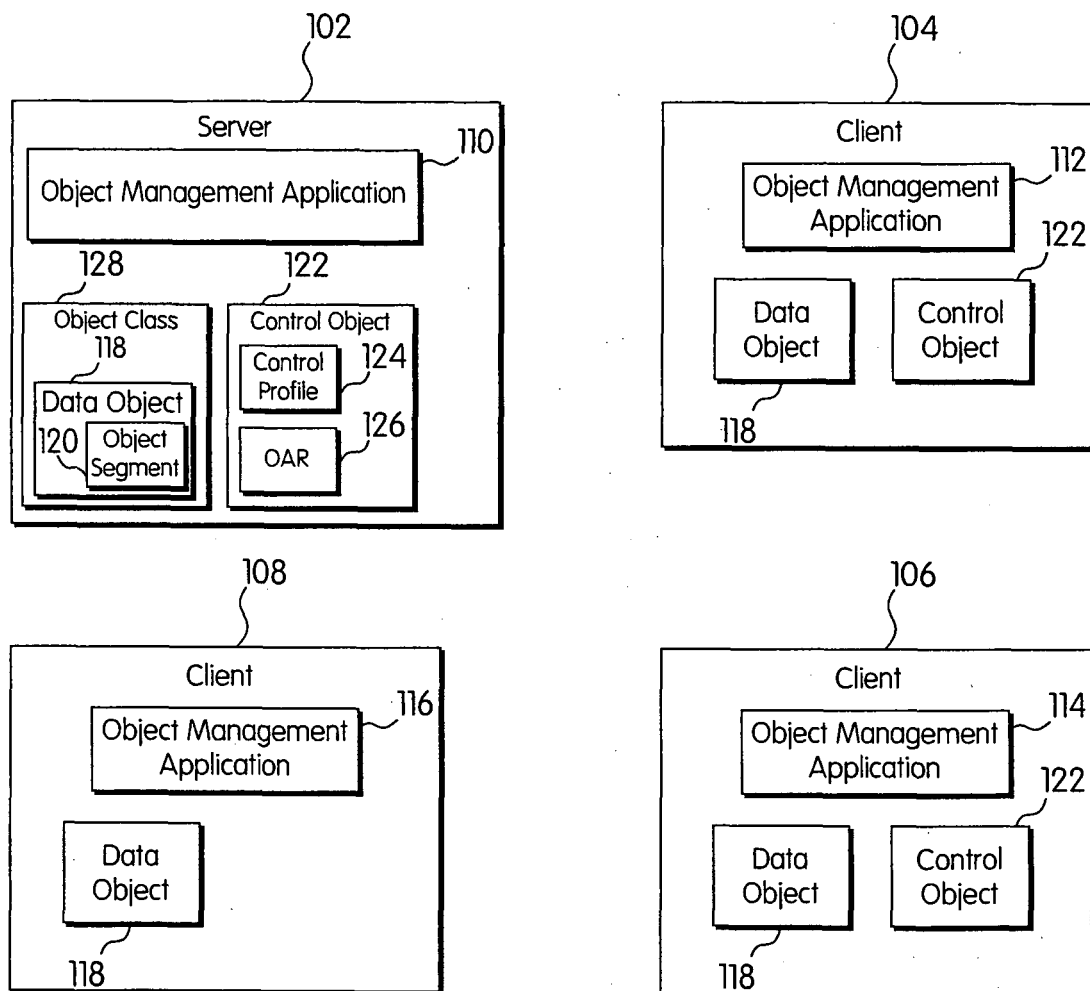 102
Server
110
Object Management Application
128
Object Class
118
Data Object
120
Object
Segment
122
Control Object
Control
Profile
124
OAR
126
104
Client
112
Object Management
Application
122
Data
Object
Control
Object
118
108
Client
116
Object Management
Application
Data
Object
118
106
Client
114
Object Management
Application
122
Data
Object
Control
Object
118